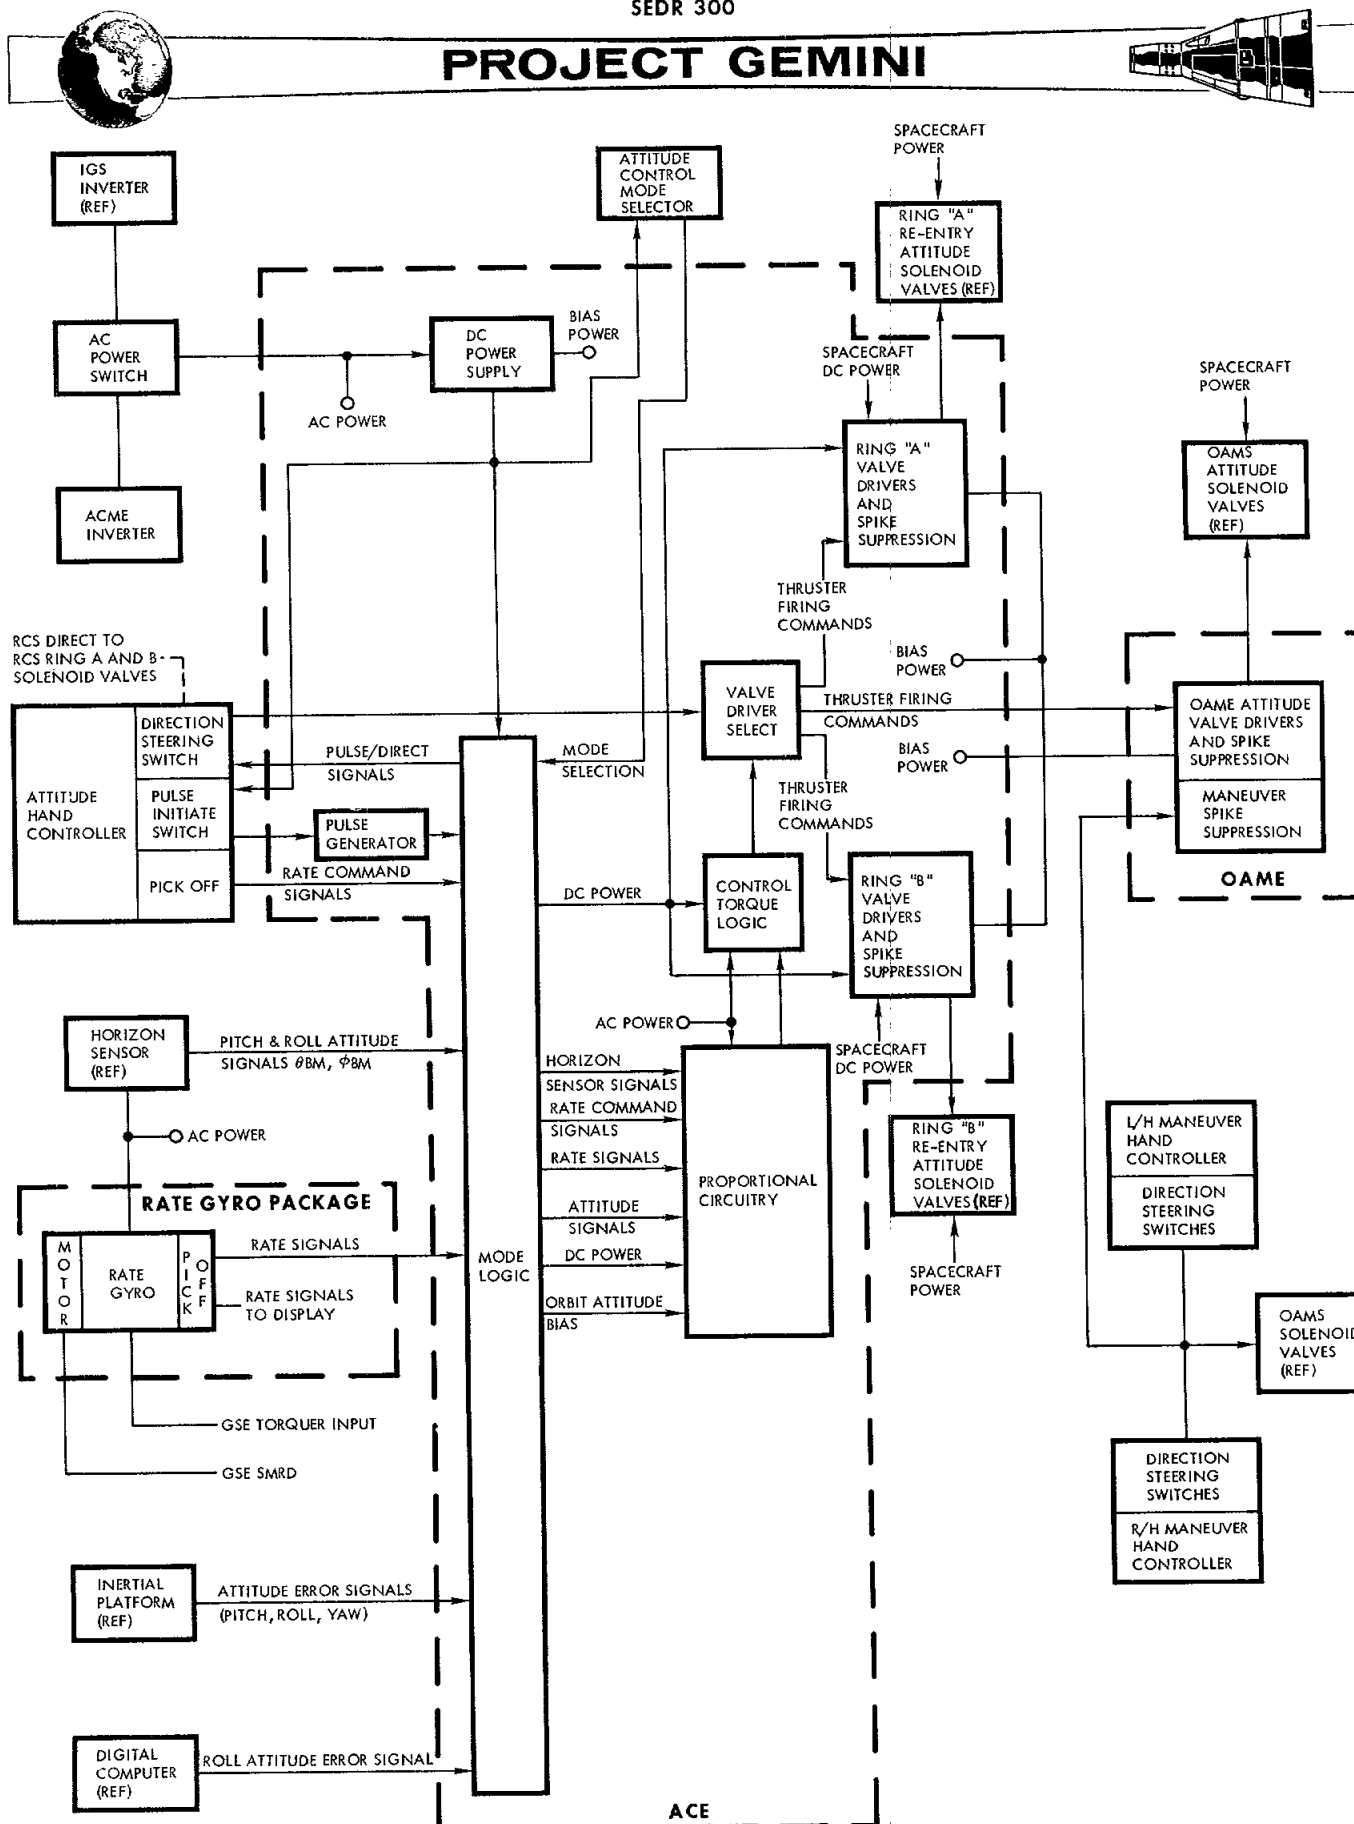 SEDR 300
PROJECT GEMINI
IGS
INVERTER
(REF)
AC
POWER
SWITCH
ACME
INVERTER
ATTITUDE
CONTROL
MODE
SELECTOR
SPACECRAFT
POWER
RING "A"
RE-ENTRY
ATTITUDE
SOLENOID
VALVES (REF)
DC
POWER
SUPPLY
BIAS
POWER
AC POWER
SPACECRAFT
DC POWER
RING "A"
VALVE
DRIVERS
AND
SPIKE
SUPPRESSION
SPACECRAFT
POWER
OAMS
ATTITUDE
SOLENOID
VALVES
(REF)
THRUSTER
FIRING
COMMANDS
RCS DIRECT TO
RCS RING A AND B
SOLENOID VALVES
ATTITUDE
HAND
CONTROLLER
DIRECTION
STEERING
SWITCH
PULSE
INITIATE
SWITCH
PICK OFF
PULSE/DIRECT
SIGNALS
PULSE
GENERATOR
RATE COMMAND
SIGNALS
MODE
SELECTION
VALVE
DRIVER
SELECT
BIAS
POWER
THRUSTER FIRING
COMMANDS
BIAS
POWER
THRUSTER
FIRING
COMMANDS
OAME ATTITUDE
VALVE DRIVERS
AND SPIKE
SUPPRESSION
MANEUVER
SPIKE
SUPPRESSION
OAME
DC POWER
CONTROL
TORQUE
LOGIC
RING "B"
VALVE
DRIVERS
AND
SPIKE
SUPPRESSION
AC POWER
SPACECRAFT
DC POWER
HORIZON
SENSOR
(REF)
PITCH & ROLL ATTITUDE
SIGNALS θBM, ΦBM
AC POWER
HORIZON
SENSOR SIGNALS
RATE COMMAND
SIGNALS
RATE SIGNALS
ATTITUDE
SIGNALS
DC POWER
ORBIT ATTITUDE
BIAS
PROPORTIONAL
CIRCUITRY
RING "B"
RE-ENTRY
ATTITUDE
SOLENOID
VALVES (REF)
SPACECRAFT
POWER
L/H MANEUVER
HAND
CONTROLLER
DIRECTION
STEERING
SWITCHES
OAMS
SOLENOID
VALVES
(REF)
DIRECTION
STEERING
SWITCHES
R/H MANEUVER
HAND
CONTROLLER
RATE GYRO PACKAGE
MOTOR
RATE
GYRO
PICK
OFF
RATE SIGNALS
RATE SIGNALS
TO DISPLAY
MODE
LOGIC
GSE TORQUER INPUT
GSE SMRD
INERTIAL
PLATFORM
(REF)
ATTITUDE ERROR SIGNALS
(PITCH, ROLL, YAW)
DIGITAL
COMPUTER
(REF)
ROLL ATTITUDE ERROR SIGNAL
ACE